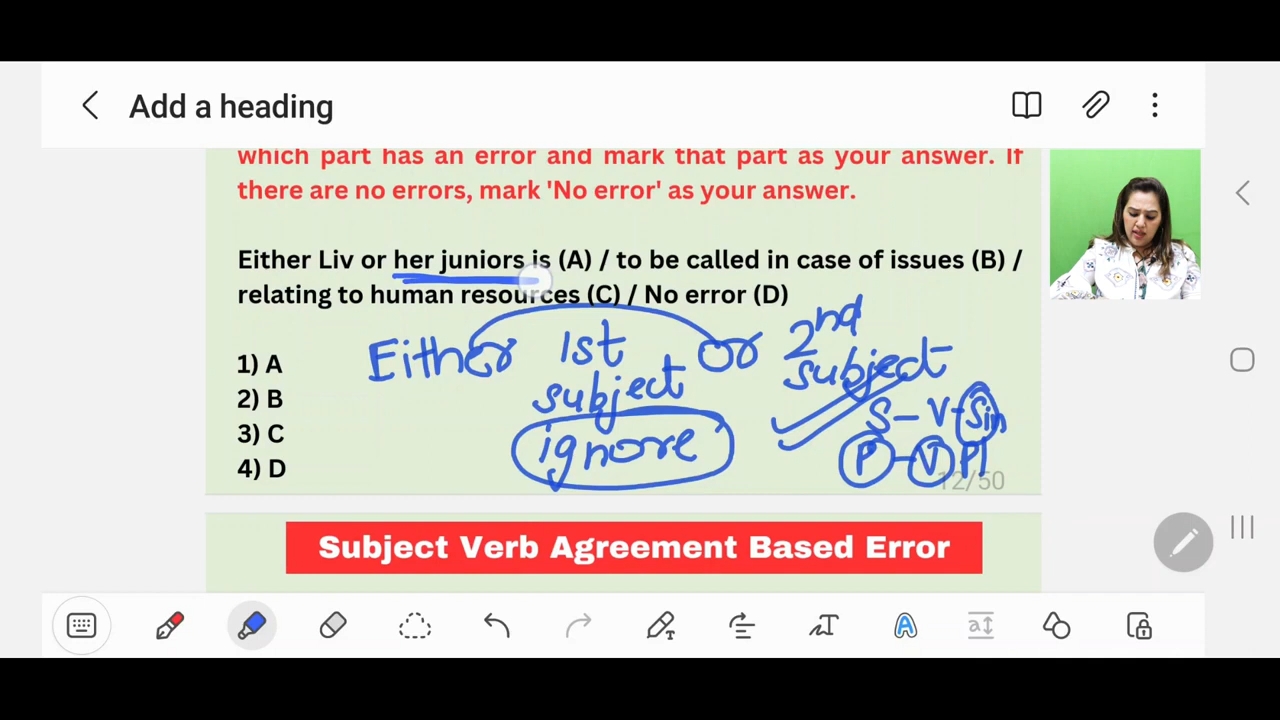 Add a heading
which part has an error and mark that part as your answer. If
there are no errors, mark 'No error' as your answer.
Either Liv or her juniors is (A) / to be called in case of issues (B) /
relating to human resources (C) / No error (D)
1) A
2) B
3) C
4) D
Either 1st subject or 2nd subject
ignore
S - V - Sin
P - V Pl
12/50
Subject Verb Agreement Based Error